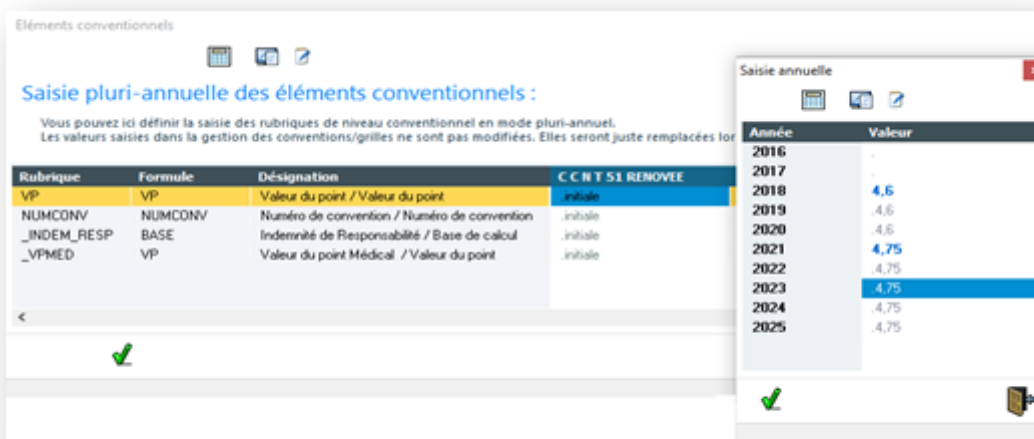 Eléments conventionnels
Saisie pluri-annuelle des éléments conventionnels :
Vous pouvez ici définir la saisie des rubriques de niveau conventionnel en mode pluri-annuel.
Les valeurs saisies dans la gestion des conventions/grilles ne sont pas modifiées. Elles seront juste remplacées lor
Rubrique Formule Désignation C C N T 51 RENOVEE
VP VP Valeur du point / Valeur du point .initiale
NUMCONV NUMCONV Numéro de convention / Numéro de convention .initiale
_INDEM_RESP BASE Indemnité de Responsabilité / Base de calcul .initiale
_VPMED VP Valeur du point Médical / Valeur du point .initiale
Saisie annuelle
Année Valeur
2016 .
2017 .
2018 4,6
2019 .4,6
2020 .4,6
2021 4,75
2022 .4,75
2023 .4,75
2024 .4,75
2025 .4,75